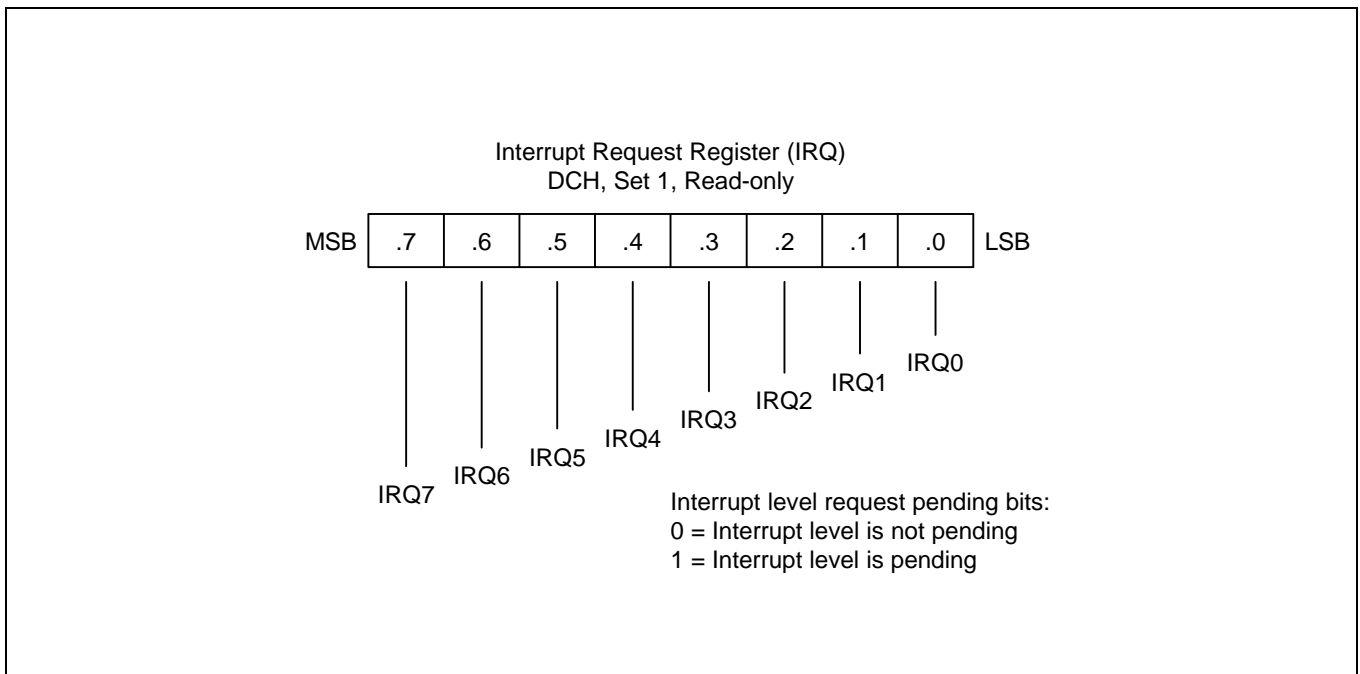 Interrupt Request Register (IRQ)
DCH, Set 1, Read-only
MSB .7 .6 .5 .4 .3 .2 .1 .0 LSB
IRQ0
IRQ1
IRQ2
IRQ3
IRQ4
IRQ5
IRQ6
IRQ7
Interrupt level request pending bits:
0 = Interrupt level is not pending
1 = Interrupt level is pending